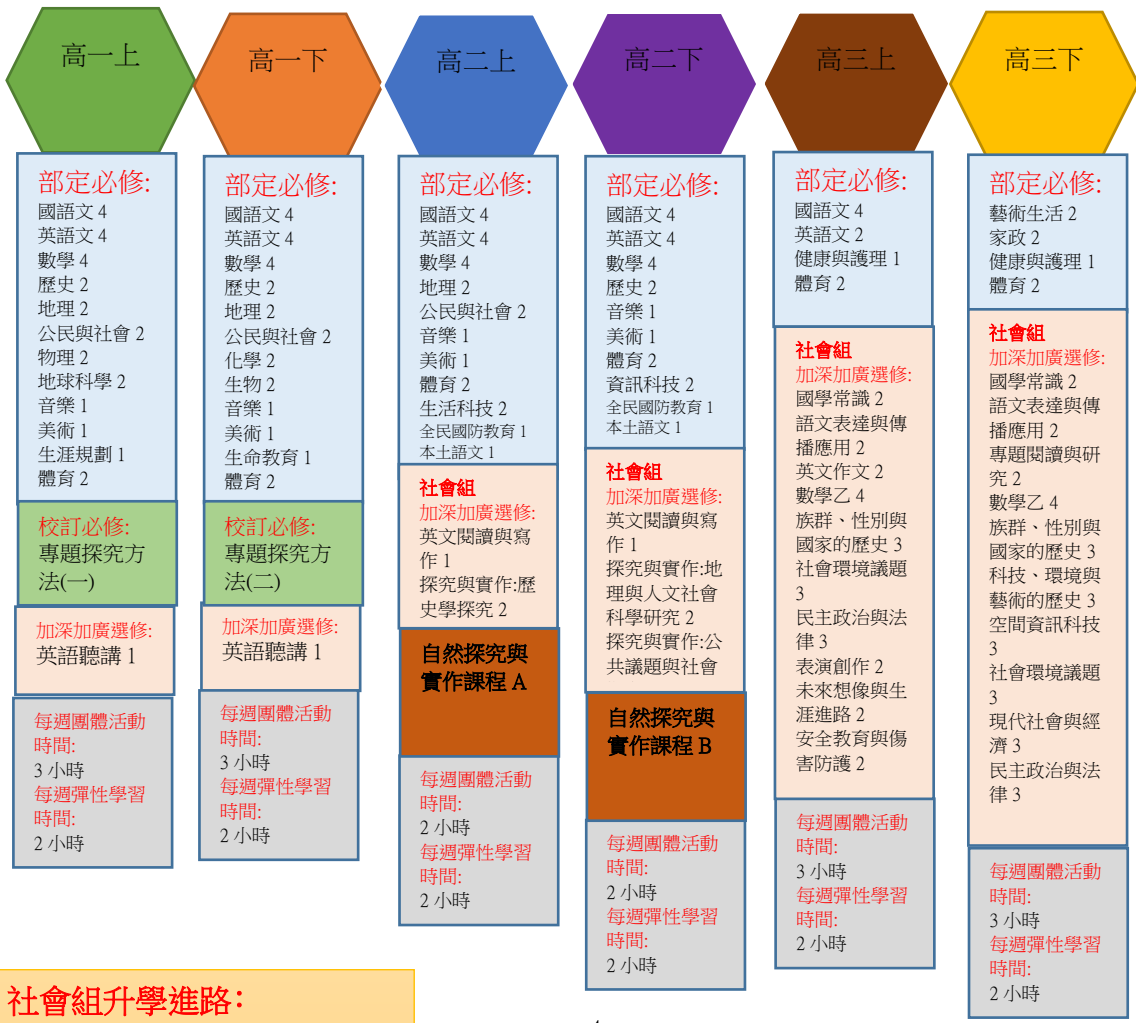 高一上
部定必修:
國語文 4
英語文 4
數學 4
歷史 2
地理 2
公民與社會 2
物理 2
地球科學 2
音樂 1
美術 1
生涯規劃 1
體育 2
校訂必修:
專題探究方
法(一)
加深加廣選修:
英語聽講 1
每週團體活動
時間:
3 小時
每週彈性學習
時間:
2 小時
高一下
部定必修:
國語文 4
英語文 4
數學 4
歷史 2
地理 2
公民與社會 2
化學 2
生物 2
音樂 1
美術 1
生命教育 1
體育 2
校訂必修:
專題探究方
法(二)
加深加廣選修:
英語聽講 1
每週團體活動
時間:
3 小時
每週彈性學習
時間:
2 小時
高二上
部定必修:
國語文 4
英語文 4
數學 4
地理 2
公民與社會 2
音樂 1
美術 1
體育 2
生活科技 2
全民國防教育 1
本土語文 1
社會組
加深加廣選修:
英文閱讀與寫
作 1
探究與實作:歷
史學探究 2
自然探究與
實作課程 A
每週團體活動
時間:
2 小時
每週彈性學習
時間:
2 小時
高二下
部定必修:
國語文 4
英語文 4
數學 4
歷史 2
音樂 1
美術 1
體育 2
資訊科技 2
全民國防教育 1
本土語文 1
社會組
加深加廣選修:
英文閱讀與寫
作 1
探究與實作:地
理與人文社會
科學研究 2
探究與實作:公
共議題與社會
自然探究與
實作課程 B
每週團體活動
時間:
2 小時
每週彈性學習
時間:
2 小時
高三上
部定必修:
國語文 4
英語文 2
健康與護理 1
體育 2
社會組
加深加廣選修:
國學常識 2
語文表達與傳
播應用 2
英文作文 2
數學乙 4
族群、性別與
國家的歷史 3
社會環境議題
3
民主政治與法
律 3
表演創作 2
未來想像與生
涯進路 2
安全教育與傷
害防護 2
每週團體活動
時間:
3 小時
每週彈性學習
時間:
2 小時
高三下
部定必修:
藝術生活 2
家政 2
健康與護理 1
體育 2
社會組
加深加廣選修:
國學常識 2
語文表達與傳
播應用 2
專題閱讀與研
究 2
數學乙 4
族群、性別與
國家的歷史 3
科技、環境與
藝術的歷史 3
空間資訊科技
3
社會環境議題
3
現代社會與經
濟 3
民主政治與法
律 3
每週團體活動
時間:
3 小時
每週彈性學習
時間:
2 小時
社會組升學進路: